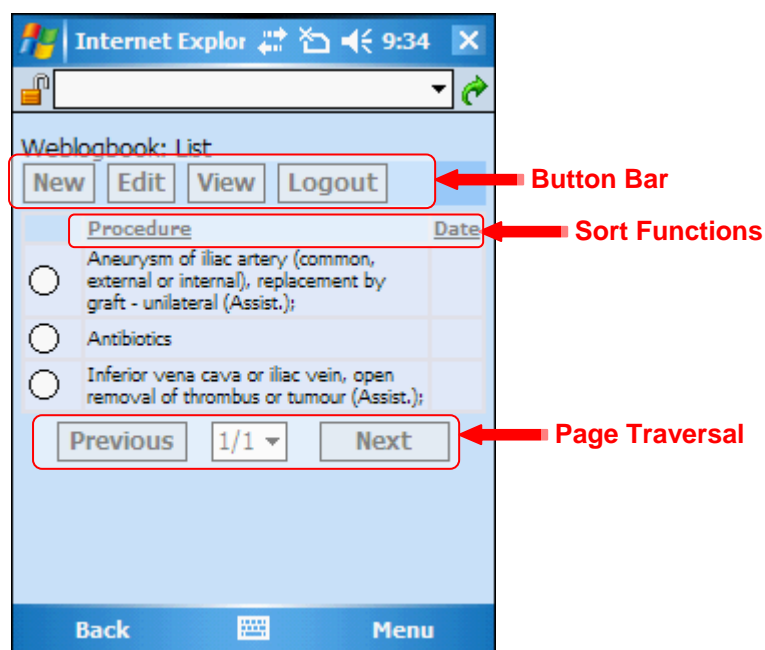 Internet Explor 9:34
Weblogbook: List
New Edit View Logout
Button Bar
Procedure Date
Sort Functions
Aneurysm of iliac artery (common,
external or internal), replacement by
graft - unilateral (Assist.);
Antibiotics
Inferior vena cava or iliac vein, open
removal of thrombus or tumour (Assist.);
Previous 1/1 Next
Page Traversal
Back Menu